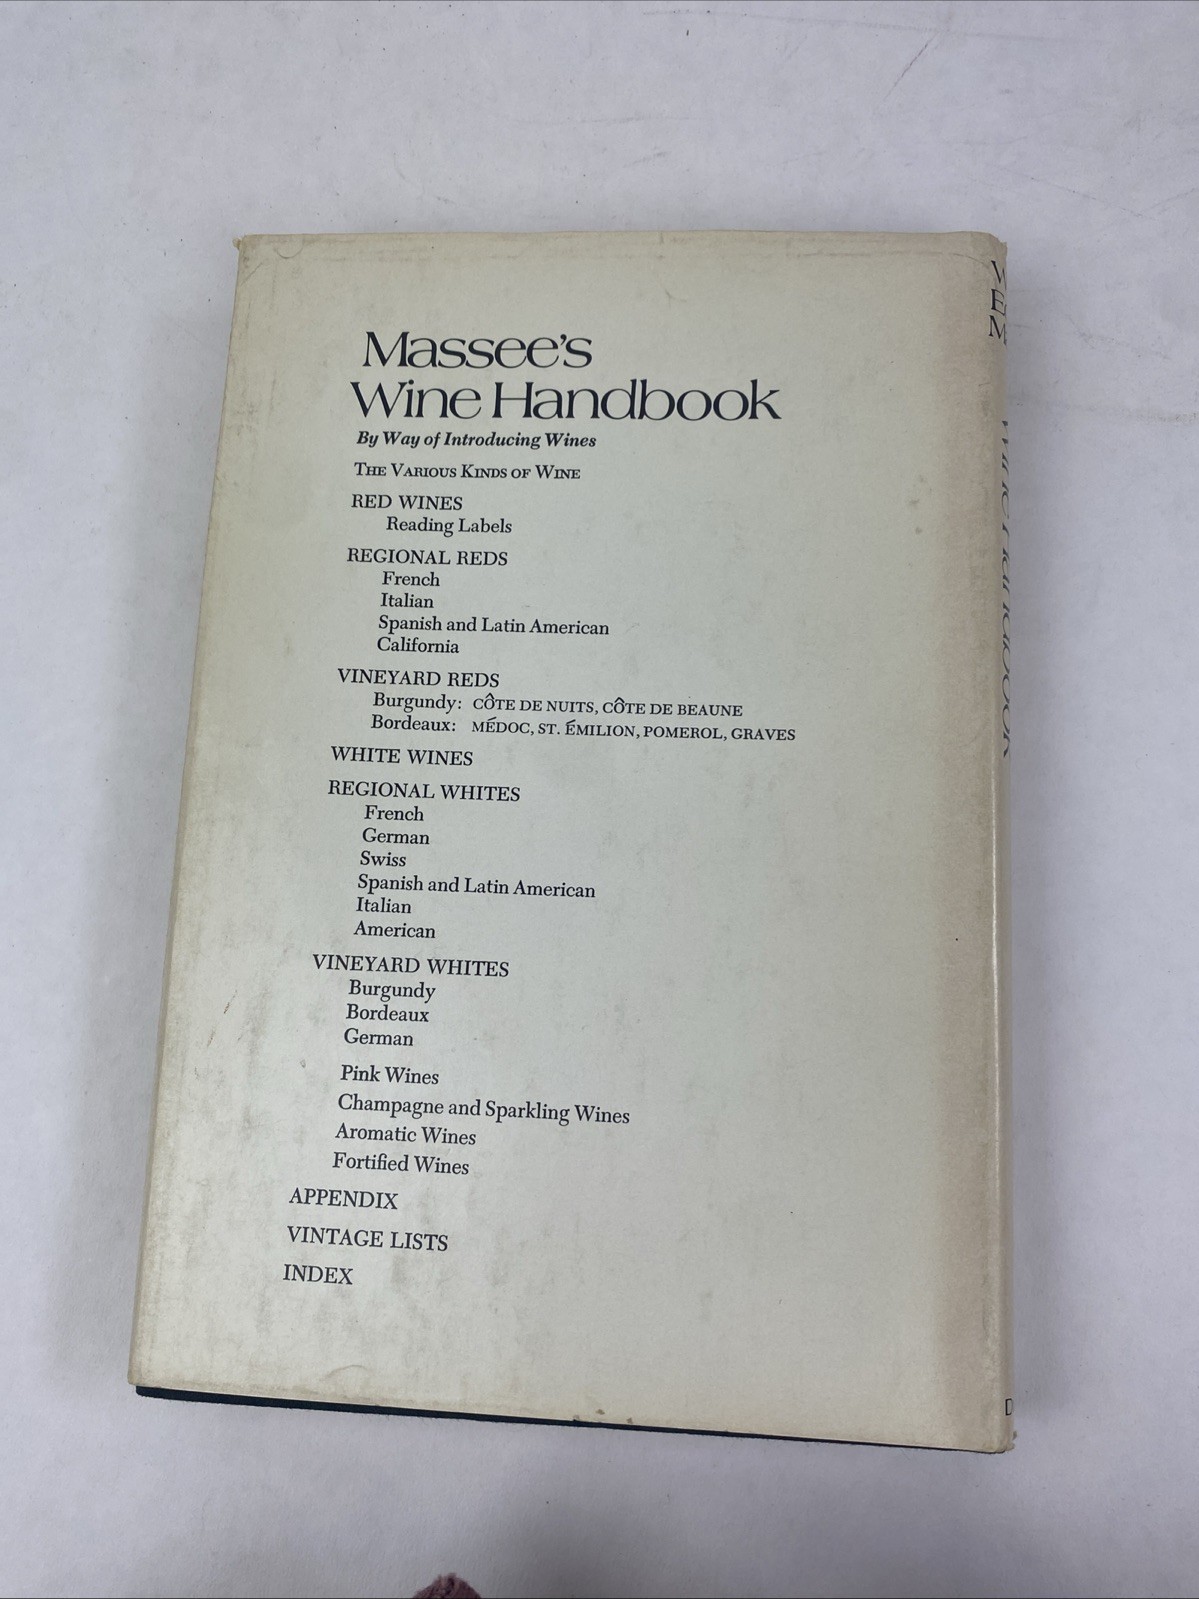 Massee's
Wine Handbook
By Way of Introducing Wines
THE VARIOUS KINDS OF WINE
RED WINES
Reading Labels
REGIONAL REDS
French
Italian
Spanish and Latin American
California
VINEYARD REDS
Burgundy: CÔTE DE NUITS, CÔTE DE BEAUNE
Bordeaux: MÉDOC, ST. ÉMILION, POMEROL, GRAVES
WHITE WINES
REGIONAL WHITES
French
German
Swiss
Spanish and Latin American
Italian
American
VINEYARD WHITES
Burgundy
Bordeaux
German
Pink Wines
Champagne and Sparkling Wines
Aromatic Wines
Fortified Wines
APPENDIX
VINTAGE LISTS
INDEX